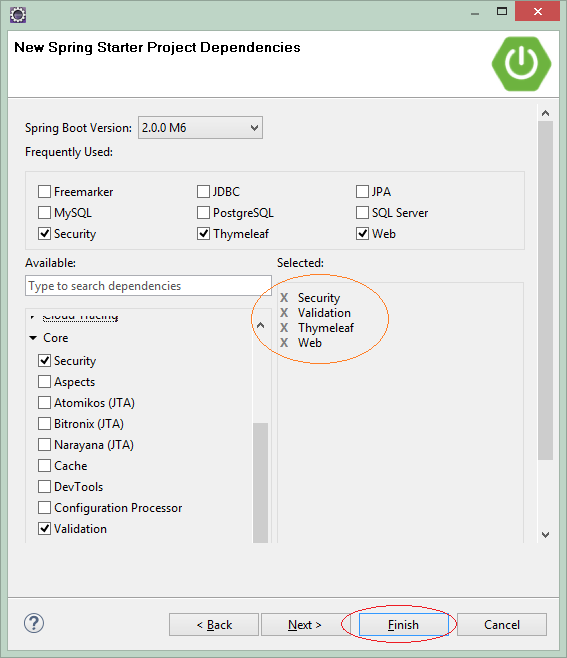 New Spring Starter Project Dependencies
Spring Boot Version: 2.0.0 M6
Frequently Used:
Freemarker JDBC JPA
MySQL PostgreSQL SQL Server
Security Thymeleaf Web
Available:
Type to search dependencies
Cloud Tracing
Core
Security
Aspects
Atomikos (JTA)
Bitronix (JTA)
Narayana (JTA)
Cache
DevTools
Configuration Processor
Validation
Selected:
X Security
X Validation
X Thymeleaf
X Web
? < Back Next > Finish Cancel